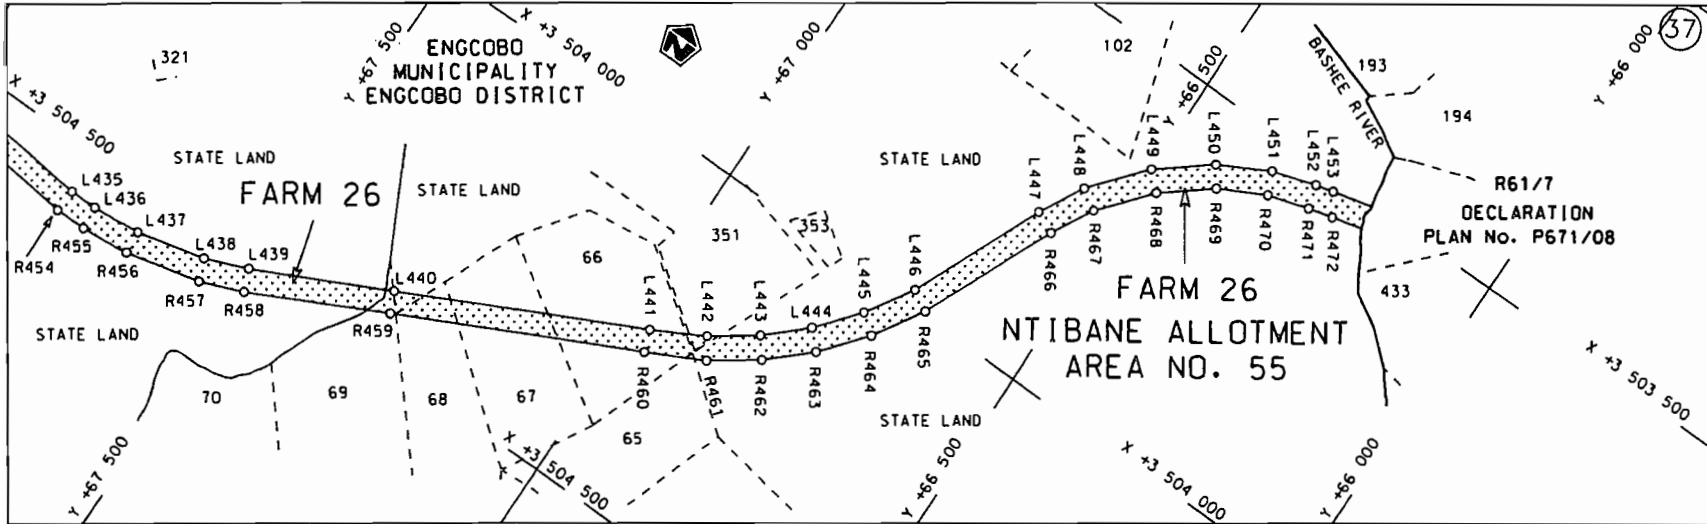 37
321
Y +67 500
ENGCOBO
MUNICIPALITY
ENGCOBO DISTRICT
X +3 504 000
Y +67 000
102
Y +66 500
BASHEE RIVER
193
194
Y +66 000
X +3 504 500
STATE LAND
FARM 26
STATE LAND
STATE LAND
L435
L436
L437
L438
L439
L440
L441
L442
L443
L444
L445
L446
L447
L448
L449
L450
L451
L452
L453
R454
R455
R456
R457
R458
R459
R460
R461
R462
R463
R464
R465
R466
R467
R468
R469
R470
R471
R472
66
351
353
R61/7
DECLARATION
PLAN No. P671/08
433
FARM 26
NTIBANE ALLOTMENT
AREA NO. 55
STATE LAND
70
69
68
67
65
STATE LAND
Y +67 500
X +3 504 500
Y +66 500
X +3 504 000
Y +66 000
X +3 503 500